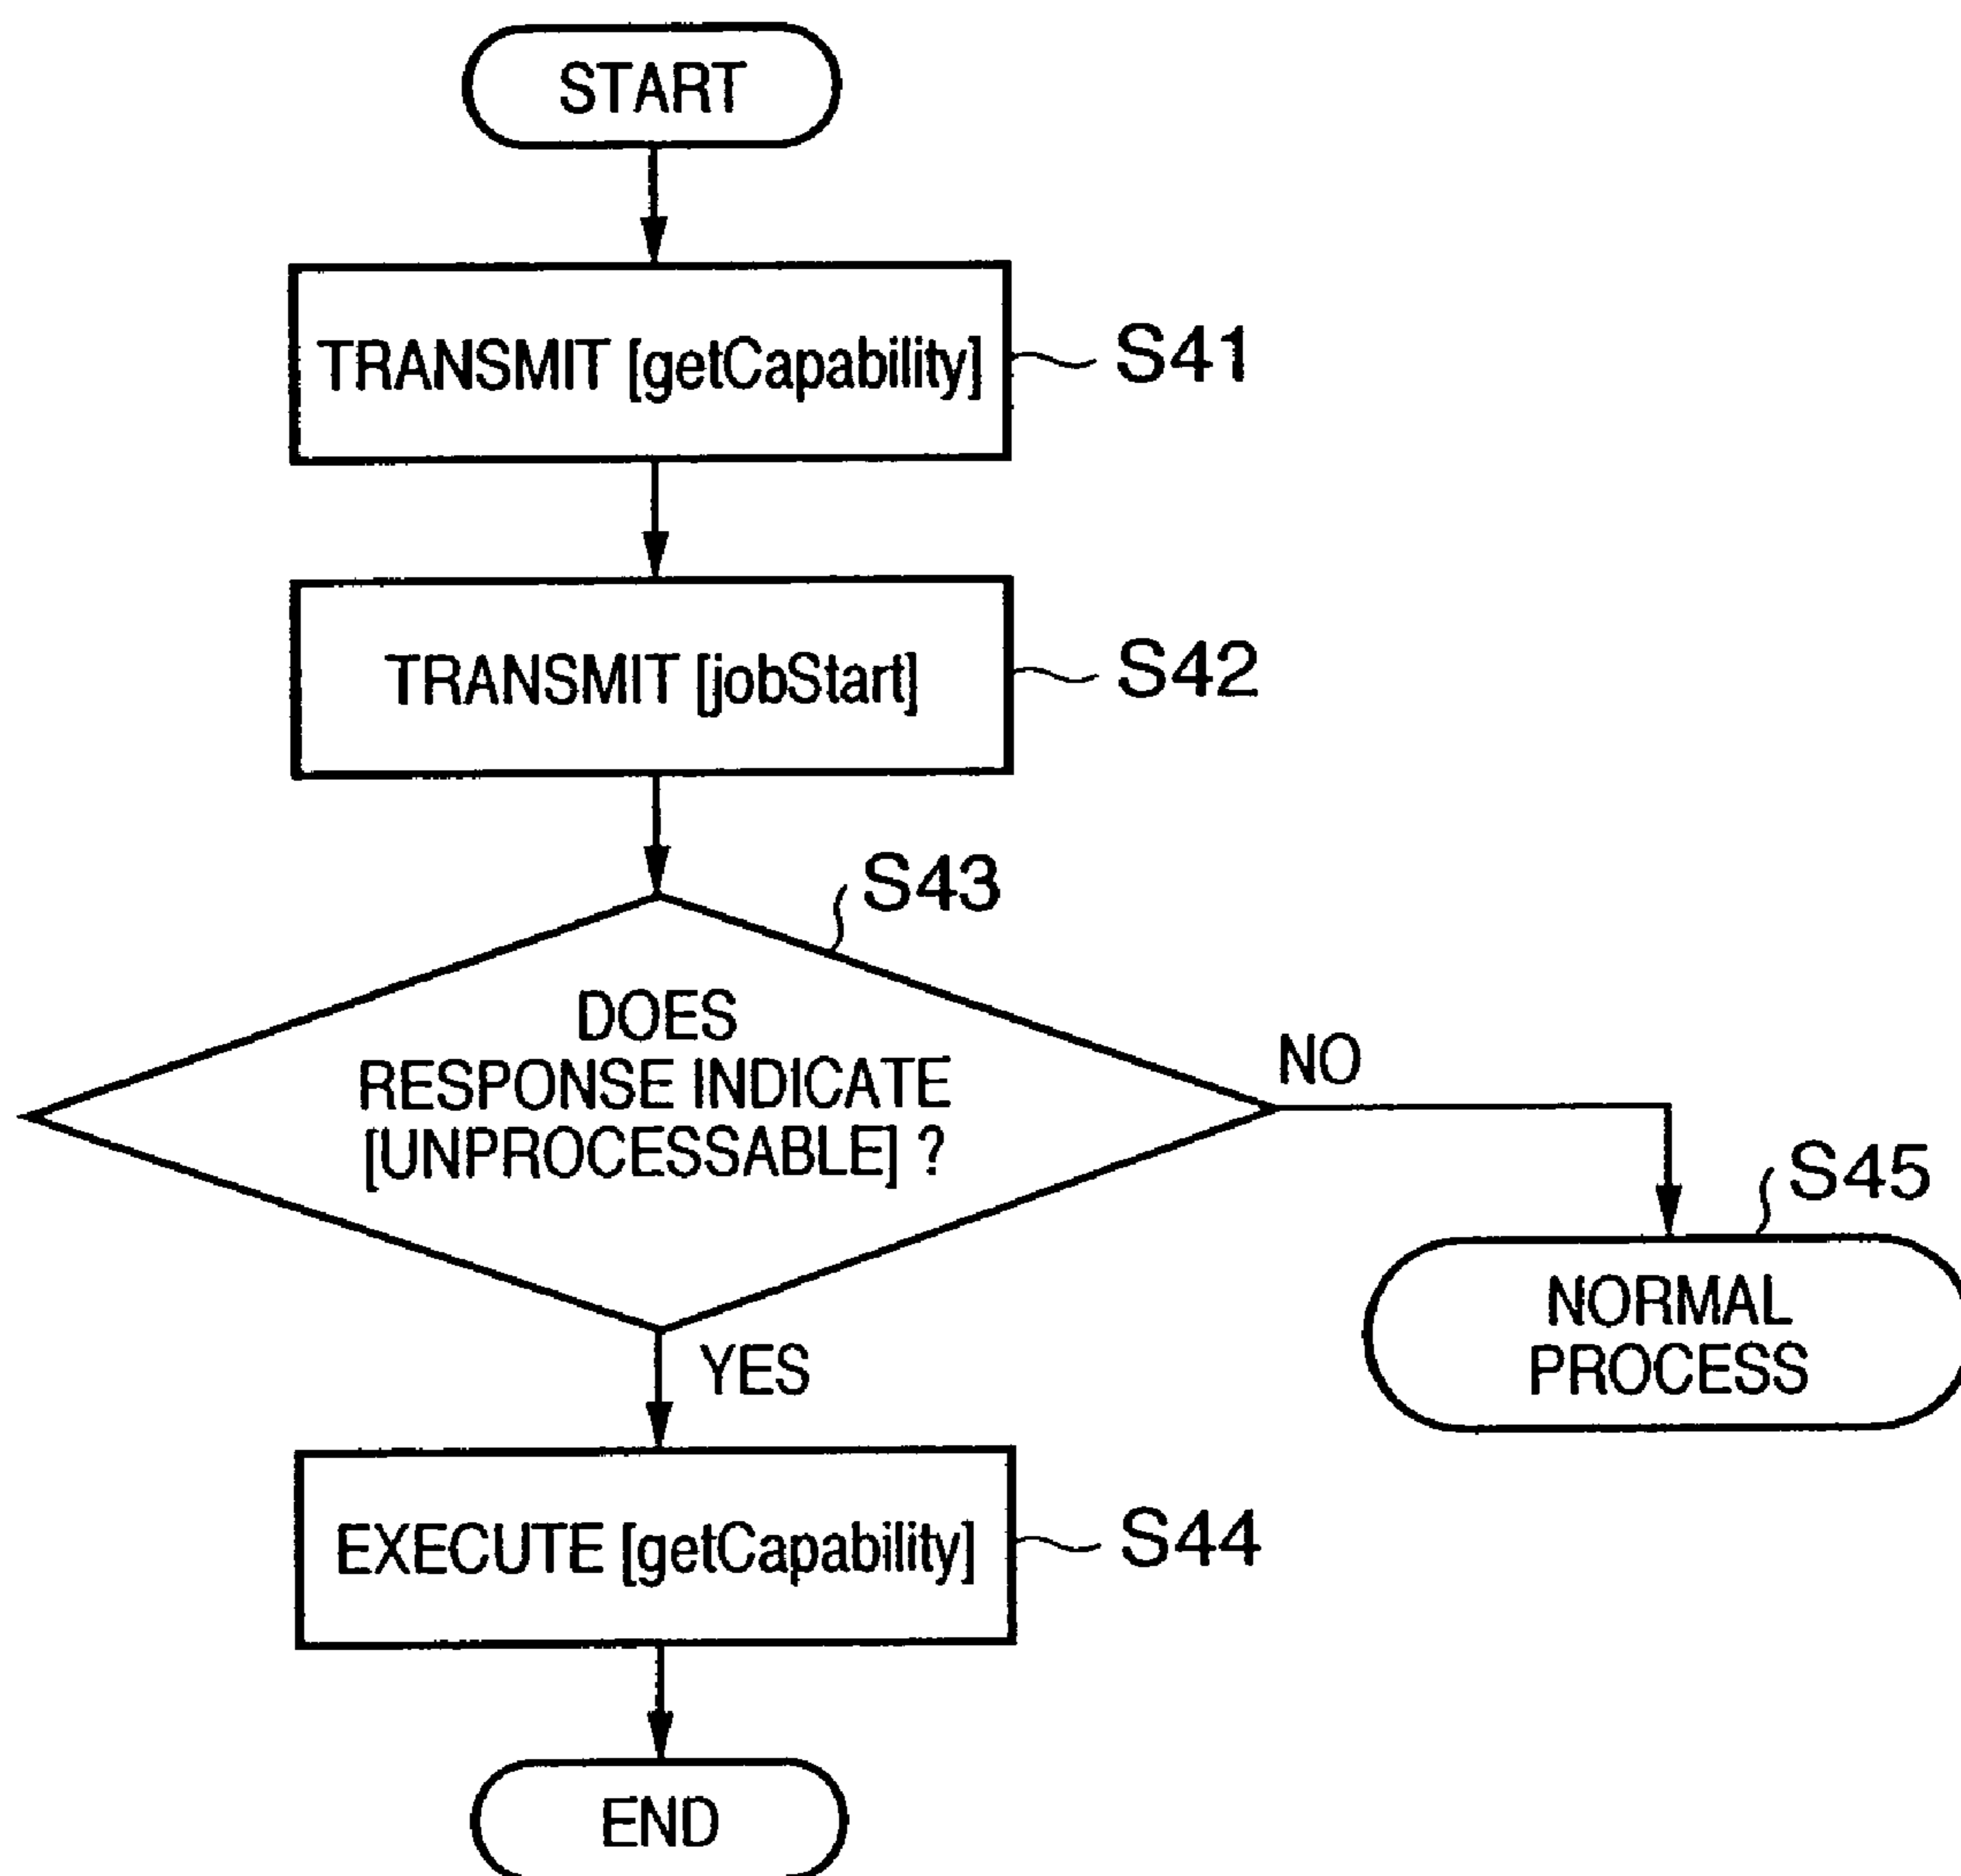 START
TRANSMIT [getCapability]
S41
TRANSMIT [jobStart]
S42
S43
DOES
RESPONSE INDICATE
[UNPROCESSABLE] ?
NO
S45
NORMAL
PROCESS
YES
EXECUTE [getCapability]
S44
END